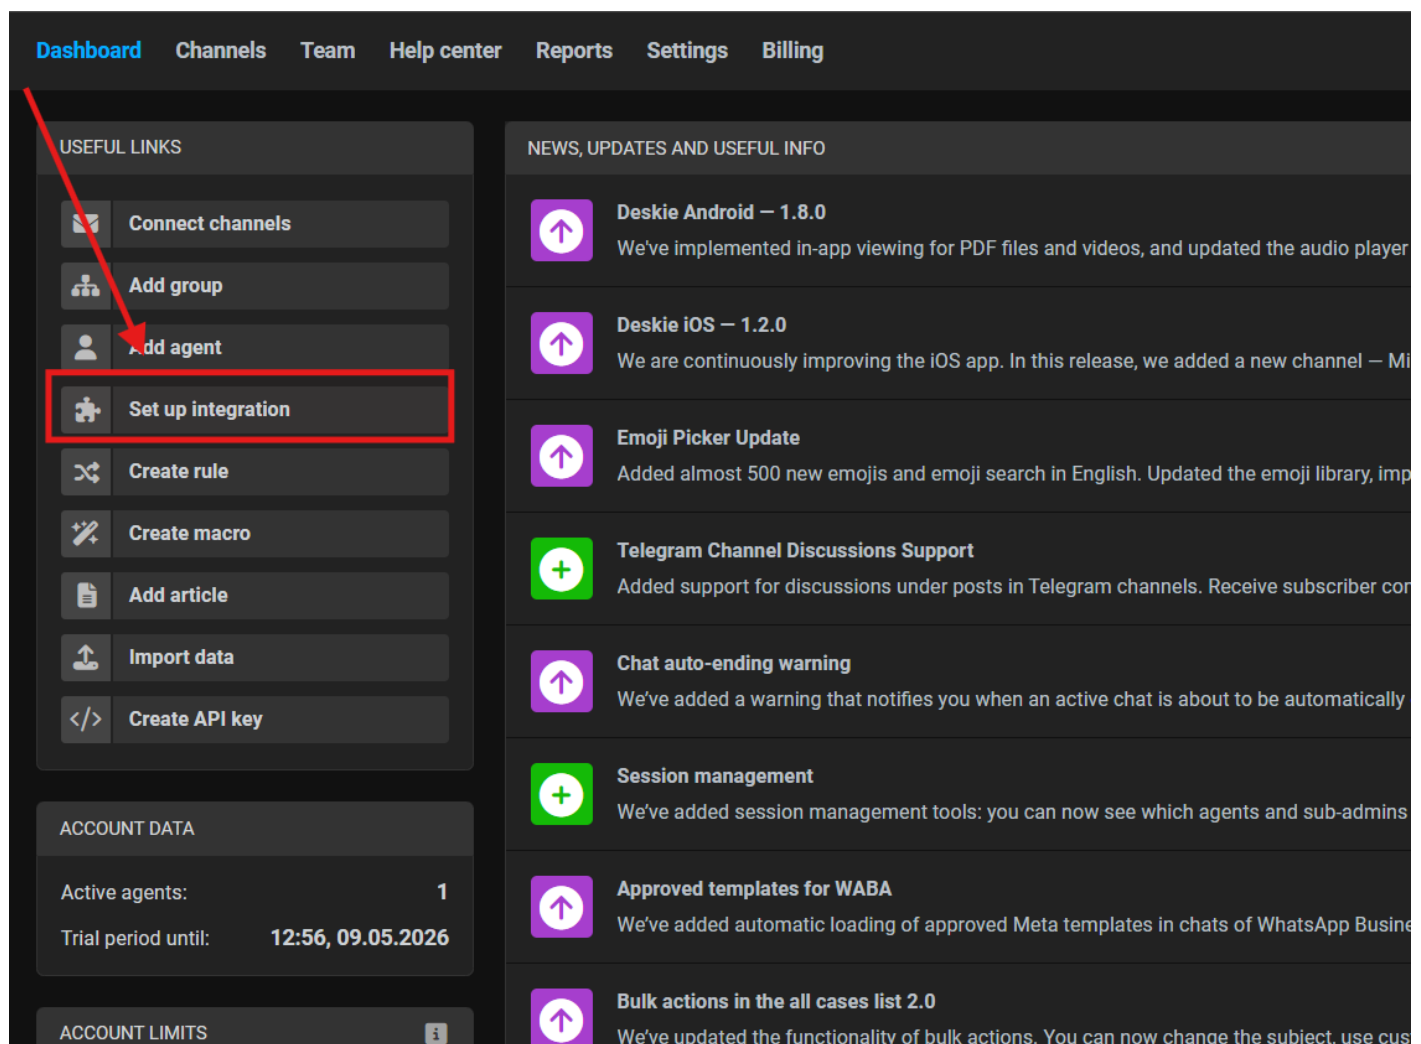 Dashboard Channels Team Help center Reports Settings Billing
USEFUL LINKS
Connect channels
Add group
Add agent
Set up integration
Create rule
Create macro
Add article
Import data
</> Create API key
ACCOUNT DATA
Active agents: 1
Trial period until: 12:56, 09.05.2026
ACCOUNT LIMITS i
NEWS, UPDATES AND USEFUL INFO
Deskie Android — 1.8.0
We've implemented in-app viewing for PDF files and videos, and updated the audio player
Deskie iOS — 1.2.0
We are continuously improving the iOS app. In this release, we added a new channel — Mi
Emoji Picker Update
Added almost 500 new emojis and emoji search in English. Updated the emoji library, imp
Telegram Channel Discussions Support
Added support for discussions under posts in Telegram channels. Receive subscriber con
Chat auto-ending warning
We've added a warning that notifies you when an active chat is about to be automatically
Session management
We've added session management tools: you can now see which agents and sub-admins
Approved templates for WABA
We've added automatic loading of approved Meta templates in chats of WhatsApp Busine
Bulk actions in the all cases list 2.0
We've updated the functionality of bulk actions. You can now change the subject, use cus